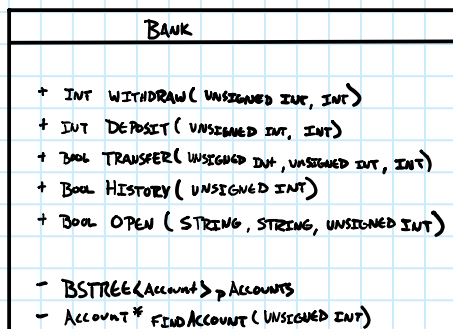 BANK
+ INT WITHDRAW( UNSIGNED INT, INT)
+ INT DEPOSIT( UNSIGNED INT, INT)
+ BOOL TRANSFER( UNSIGNED INT, UNSIGNED INT, INT)
+ BOOL HISTORY( UNSIGNED INT)
+ BOOL OPEN ( STRING, STRING, UNSIGNED INT)
- BSTREE<Account> pAccounts
- Account* FINDACCOUNT( UNSIGNED INT)